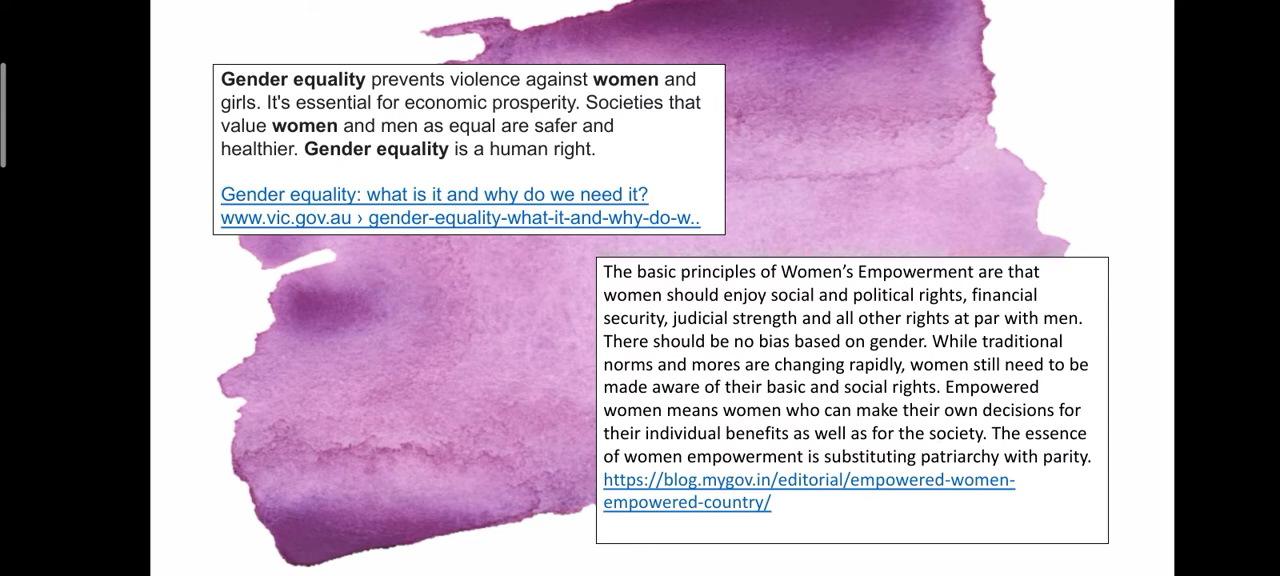 Gender equality prevents violence against women and
girls. It's essential for economic prosperity. Societies that
value women and men as equal are safer and
healthier. Gender equality is a human right.
Gender equality: what is it and why do we need it?
www.vic.gov.au › gender-equality-what-it-and-why-do-w..
The basic principles of Women’s Empowerment are that
women should enjoy social and political rights, financial
security, judicial strength and all other rights at par with men.
There should be no bias based on gender. While traditional
norms and mores are changing rapidly, women still need to be
made aware of their basic and social rights. Empowered
women means women who can make their own decisions for
their individual benefits as well as for the society. The essence
of women empowerment is substituting patriarchy with parity.
https://blog.mygov.in/editorial/empowered-women-
empowered-country/